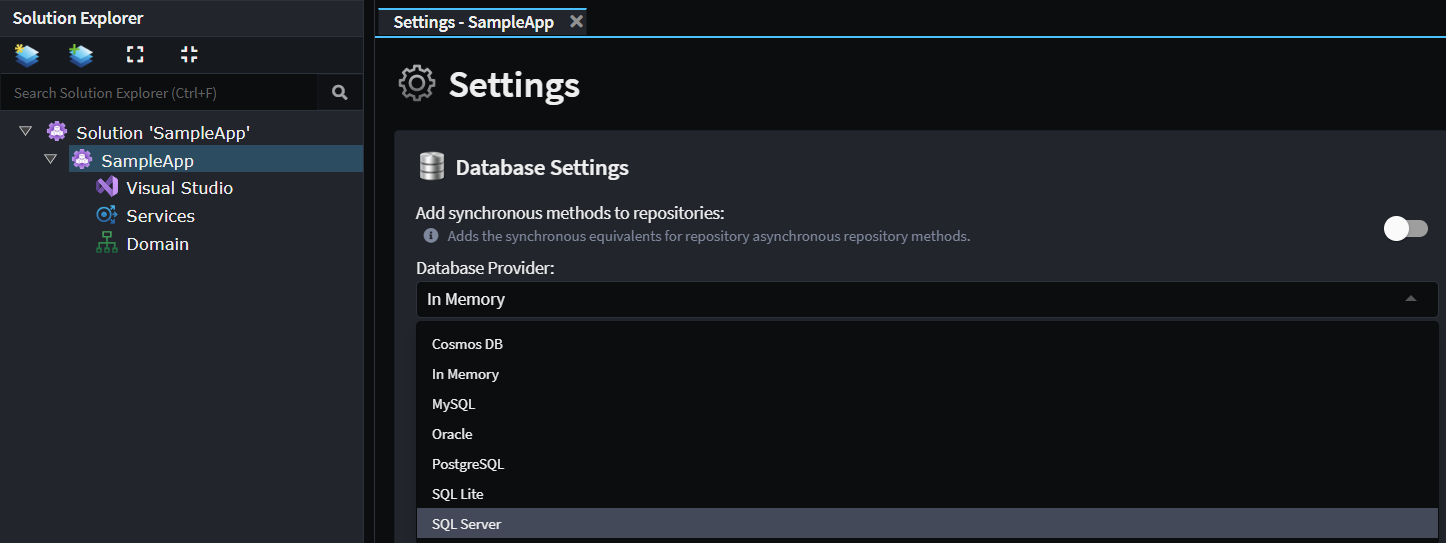 Solution Explorer
Search Solution Explorer (Ctrl+F)
Solution 'SampleApp'
SampleApp
Visual Studio
Services
Domain
Settings - SampleApp
Settings
Database Settings
Add synchronous methods to repositories:
Adds the synchronous equivalents for repository asynchronous repository methods.
Database Provider:
In Memory
Cosmos DB
In Memory
MySQL
Oracle
PostgreSQL
SQL Lite
SQL Server